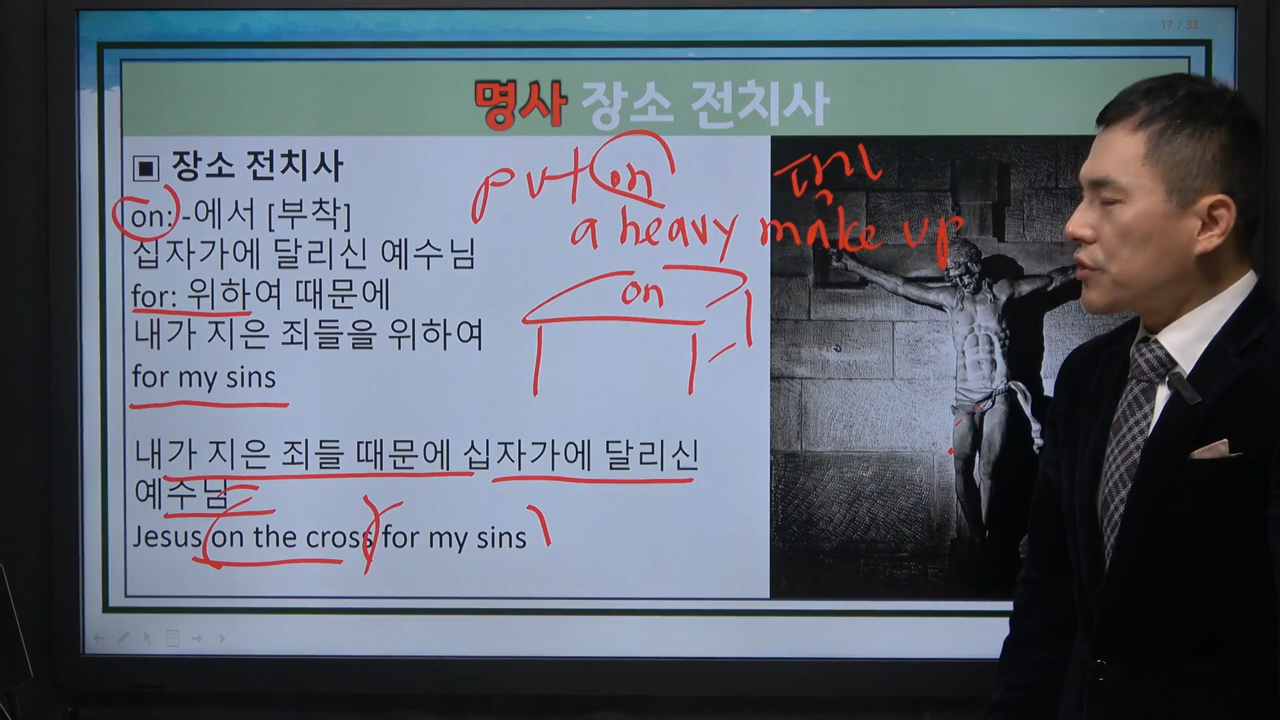 17 / 33
명사 장소 전치사
▣ 장소 전치사
on: -에서 [부착]
십자가에 달리신 예수님
for: 위하여 때문에
내가 지은 죄들을 위하여
for my sins
내가 지은 죄들 때문에 십자가에 달리신
예수님
Jesus on the cross for my sins
put on
a heavy make up
on